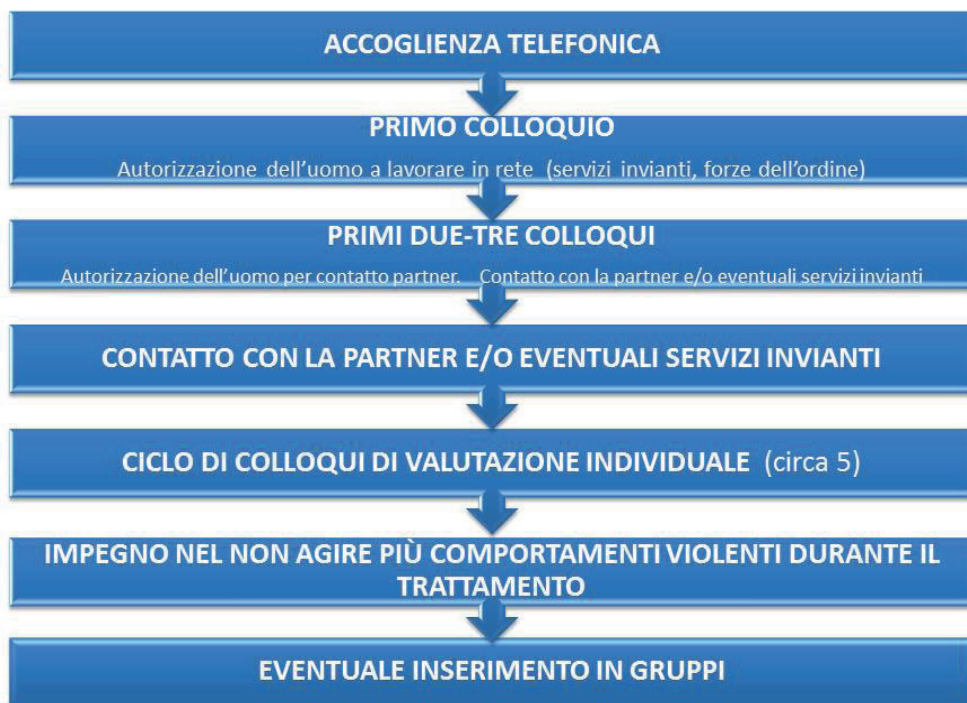 ACCOGLIENZA TELEFONICA
PRIMO COLLOQUIO
Autorizzazione dell'uomo a lavorare in rete (servizi invianti, forze dell'ordine)
PRIMI DUE-TRE COLLOQUI
Autorizzazione dell'uomo per contatto partner. Contatto con la partner e/o eventuali servizi invianti
CONTATTO CON LA PARTNER E/O EVENTUALI SERVIZI INVIANTI
CICLO DI COLLOQUI DI VALUTAZIONE INDIVIDUALE (circa 5)
IMPEGNO NEL NON AGIRE PIÙ COMPORTAMENTI VIOLENTI DURANTE IL
TRATTAMENTO
EVENTUALE INSERIMENTO IN GRUPPI